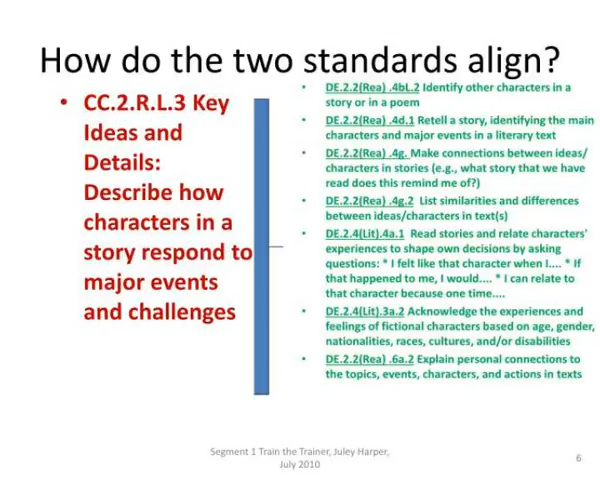 How do the two standards align?
• CC.2.R.L.3 Key
Ideas and
Details:
Describe how
characters in a
story respond to
major events
and challenges
• DE.2.2(Rea) .4bL.2 Identify other characters in a
story or in a poem
• DE.2.2(Rea) .4d.1 Retell a story, identifying the main
characters and major events in a literary text
• DE.2.2(Rea) .4g. Make connections between ideas/
characters in stories (e.g., what story that we have
read does this remind me of?)
• DE.2.2(Rea) .4g.2 List similarities and differences
between ideas/characters in text(s)
• DE.2.4(Lit).4a.1 Read stories and relate characters'
experiences to shape own decisions by asking
questions: * I felt like that character when I.... * If
that happened to me, I would.... * I can relate to
that character because one time....
• DE.2.4(Lit).3a.2 Acknowledge the experiences and
feelings of fictional characters based on age, gender,
nationalities, races, cultures, and/or disabilities
• DE.2.2(Rea) .6a.2 Explain personal connections to
the topics, events, characters, and actions in texts
Segment 1 Train the Trainer, Juley Harper,
July 2010
6